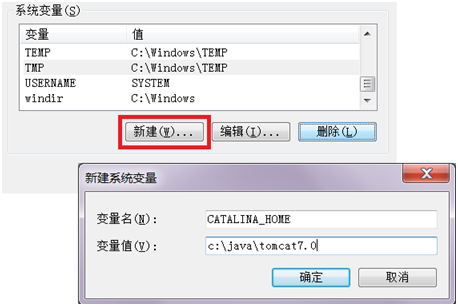 系统变量(S)
变量 值
TEMP C:\Windows\TEMP
TMP C:\Windows\TEMP
USERNAME SYSTEM
windir C:\Windows
新建(W)... 编辑(I)... 删除(L)
新建系统变量
变量名(N): CATALINA_HOME
变量值(V): c:\java\tomcat7.0
确定 取消